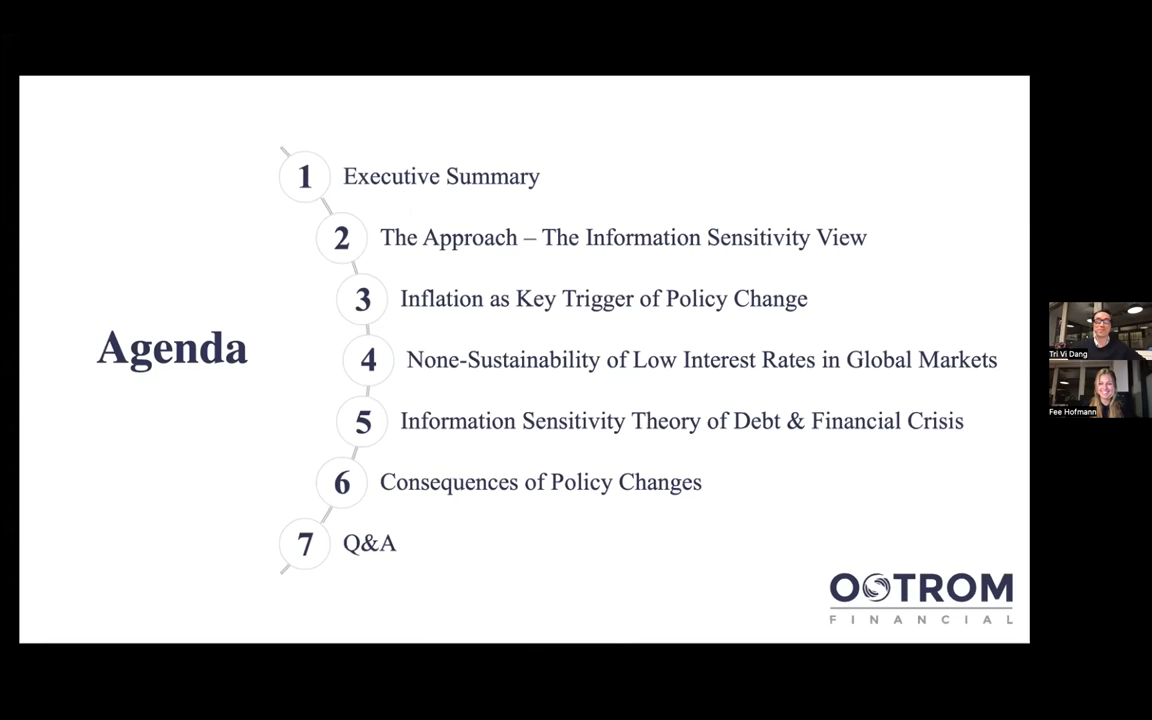 Agenda
1 Executive Summary
2 The Approach – The Information Sensitivity View
3 Inflation as Key Trigger of Policy Change
4 None-Sustainability of Low Interest Rates in Global Markets
5 Information Sensitivity Theory of Debt & Financial Crisis
6 Consequences of Policy Changes
7 Q&A
OSTROM
FINANCIAL
Tri Vi Dang
Fee Hofmann